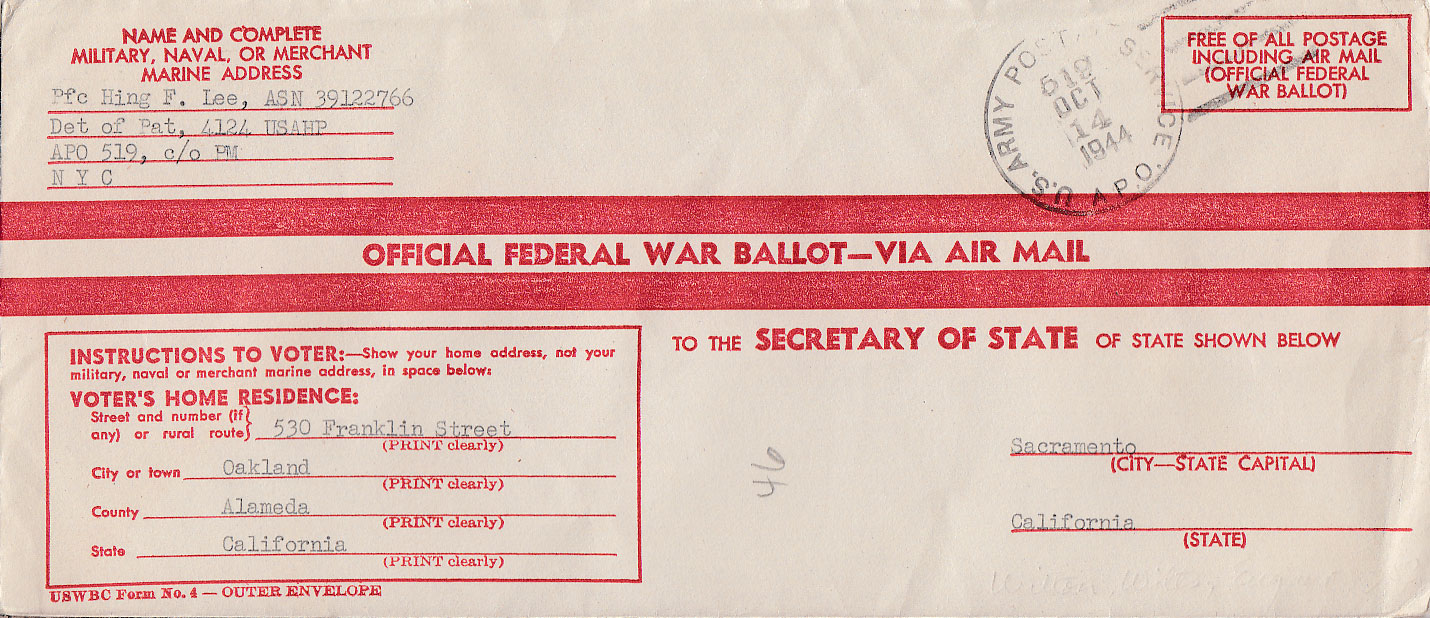 NAME AND COMPLETE
MILITARY, NAVAL, OR MERCHANT
MARINE ADDRESS
Pfc Hing F. Lee, ASN 39122766
Det of Pat, 4124 USAHP
APO 519, c/o PM
N Y C
U.S. ARMY POSTAL SERVICE
A.P.O.
519
OCT
14
1944
FREE OF ALL POSTAGE
INCLUDING AIR MAIL
(OFFICIAL FEDERAL
WAR BALLOT)
OFFICIAL FEDERAL WAR BALLOT—VIA AIR MAIL
INSTRUCTIONS TO VOTER:—Show your home address, not your
military, naval or merchant marine address, in space below:
VOTER'S HOME RESIDENCE:
Street and number (if
any) or rural route} 530 Franklin Street
(PRINT clearly)
City or town Oakland
(PRINT clearly)
County Alameda
(PRINT clearly)
State California
(PRINT clearly)
USWBC Form No. 4 — OUTER ENVELOPE
TO THE SECRETARY OF STATE OF STATE SHOWN BELOW
46
Sacramento
(CITY—STATE CAPITAL)
California
(STATE)